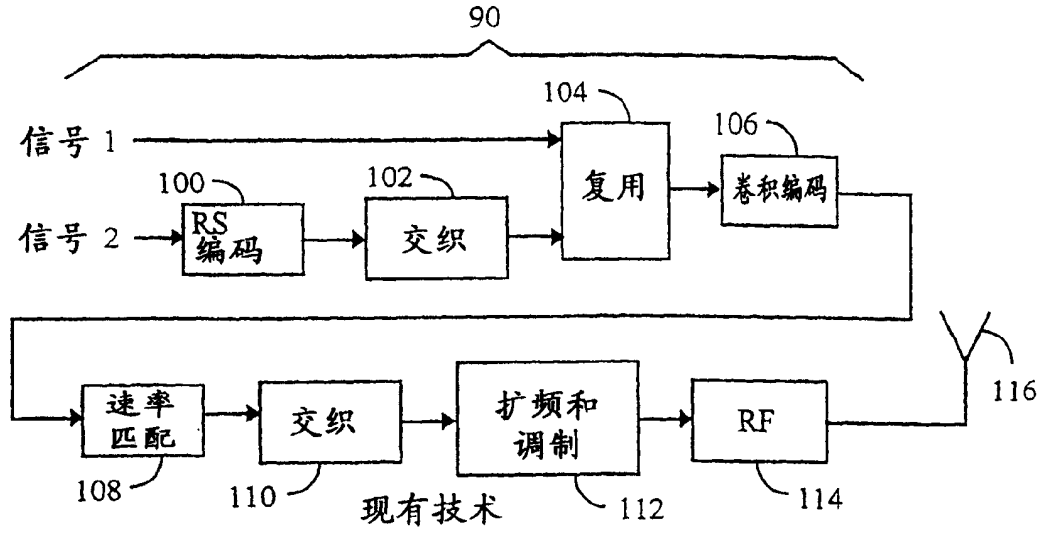 90
信号 1
104
106
100
102
复用
卷积编码
信号 2
RS
编码
交织
116
速率
匹配
交织
扩频和
调制
RF
108
110
现有技术
112
114